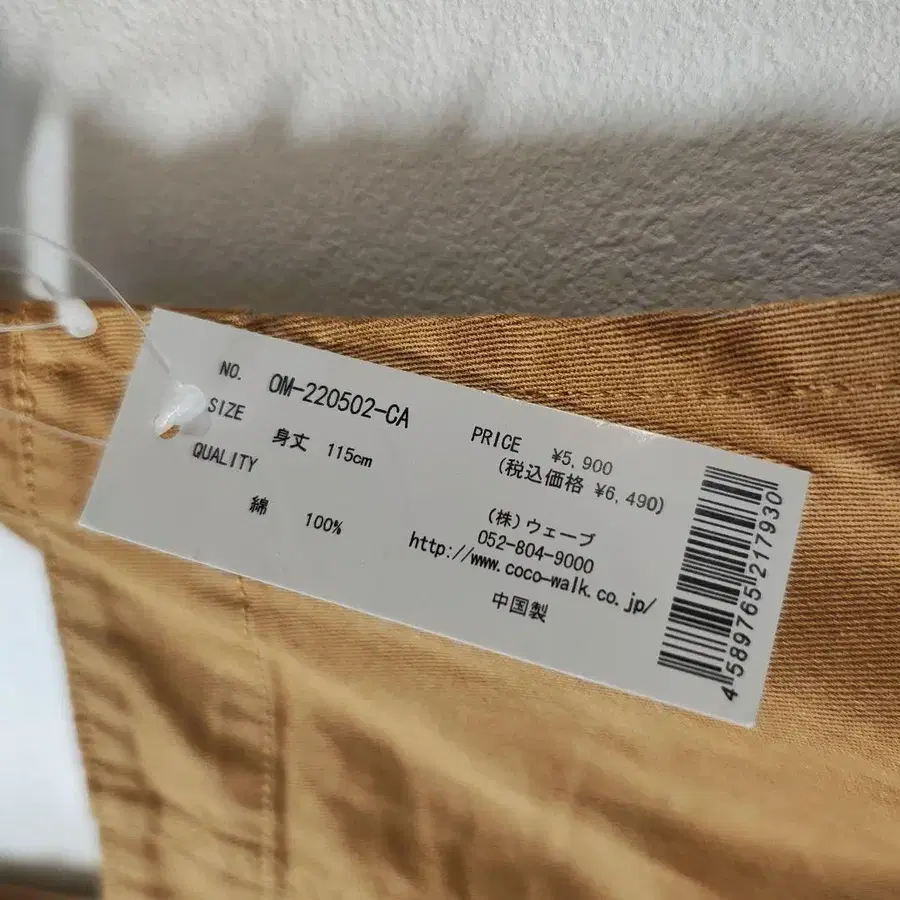 NO. OM-220502-CA
SIZE 身丈 115cm
QUALITY
綿 100%
PRICE ¥5,900
(税込価格 ¥6,490)
(株)ウェーブ
052-804-9000
http://www.coco-walk.co.jp/
中国製
4589765217930